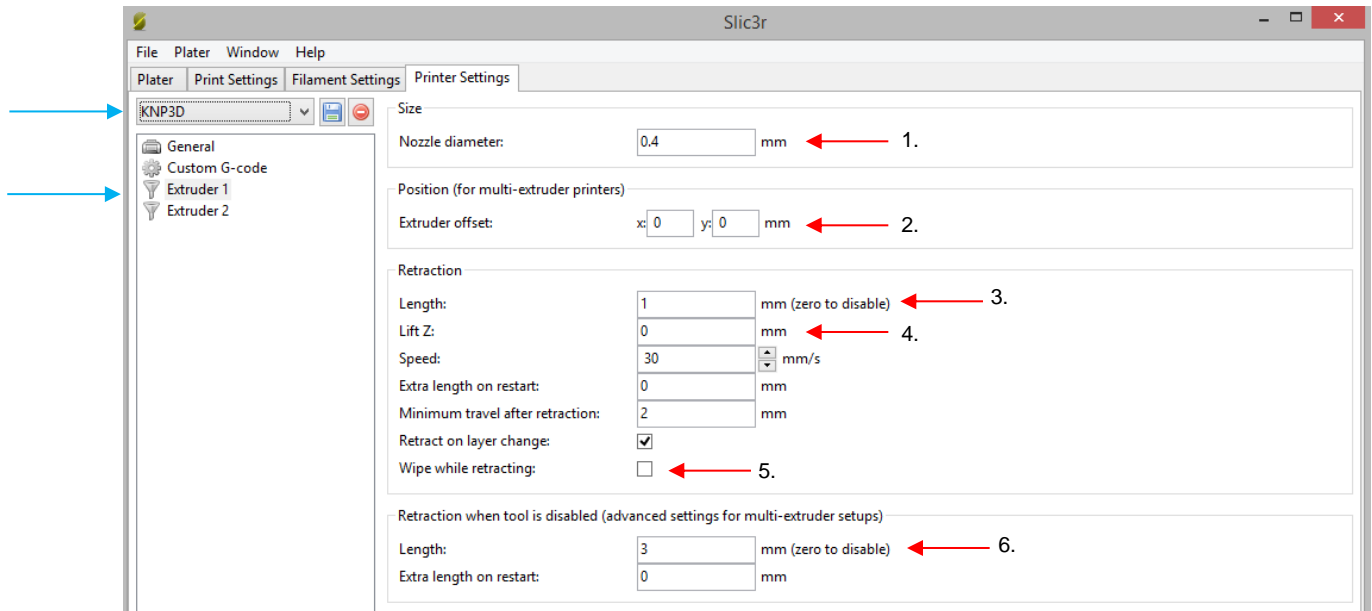 Slic3r
File Plater Window Help
Plater Print Settings Filament Settings Printer Settings
KNP3D
General
Custom G-code
Extruder 1
Extruder 2
Size
Nozzle diameter: 0.4 mm 1.
Position (for multi-extruder printers)
Extruder offset: x: 0 y: 0 mm 2.
Retraction
Length: 1 mm (zero to disable) 3.
Lift Z: 0 mm 4.
Speed: 30 mm/s
Extra length on restart: 0 mm
Minimum travel after retraction: 2 mm
Retract on layer change:
Wipe while retracting: 5.
Retraction when tool is disabled (advanced settings for multi-extruder setups)
Length: 3 mm (zero to disable) 6.
Extra length on restart: 0 mm